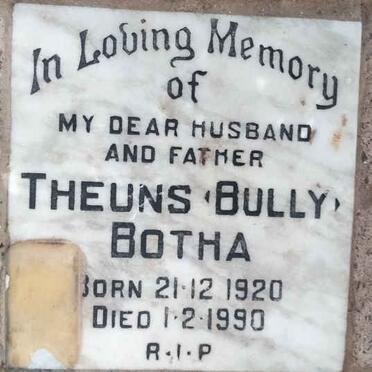 In Loving Memory
of
MY DEAR HUSBAND
AND FATHER
THEUNS ‹BULLY›
BOTHA
BORN 21·12 1920
DIED 1·2·1990
R·I·P